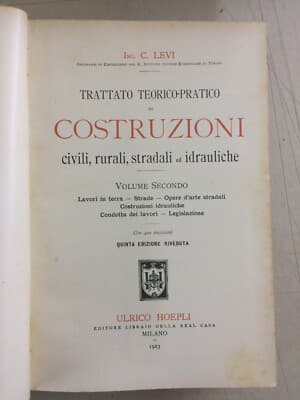 Ing. C. LEVI
TRATTATO TEORICO-PRATICO
DI
COSTRUZIONI
civili, rurali, stradali ed idrauliche
Volume Secondo
Lavori in terra — Strade — Opere d'arte stradali
Costruzioni idrauliche
Condotta dei lavori — Legislazione
QUINTA EDIZIONE RIVEDUTA
ULRICO HOEPLI
EDITORE LIBRAIO DELLA REAL CASA
MILANO
1923